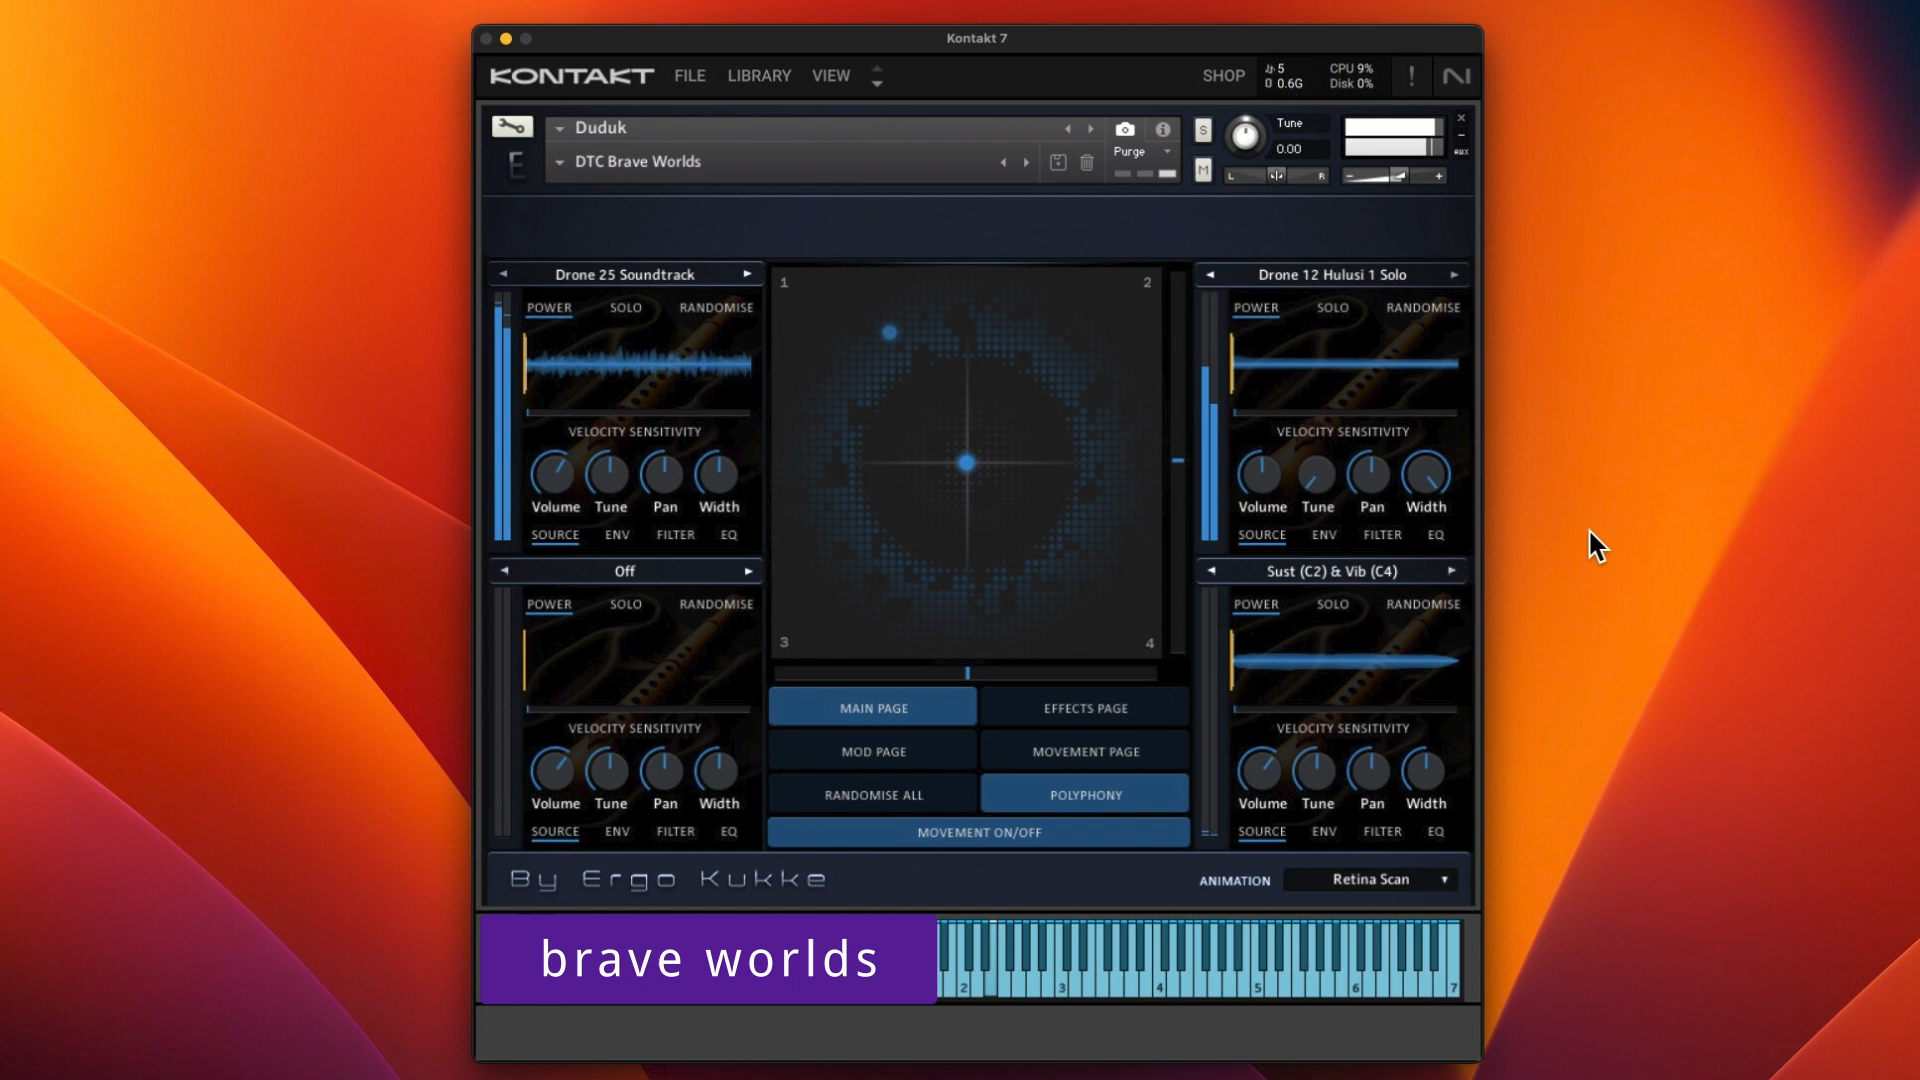 Kontakt 7
KONTAKT FILE LIBRARY VIEW SHOP 5 0.6G CPU 9% Disk 0% !
Duduk
DTC Brave Worlds
Purge
S
M
Tune
0.00
L R
- +
AUX
Drone 25 Soundtrack
POWER SOLO RANDOMISE
VELOCITY SENSITIVITY
Volume Tune Pan Width
SOURCE ENV FILTER EQ
Off
POWER SOLO RANDOMISE
VELOCITY SENSITIVITY
Volume Tune Pan Width
SOURCE ENV FILTER EQ
1 2
3 4
MAIN PAGE EFFECTS PAGE
MOD PAGE MOVEMENT PAGE
RANDOMISE ALL POLYPHONY
MOVEMENT ON/OFF
Drone 12 Hulusi 1 Solo
POWER SOLO RANDOMISE
VELOCITY SENSITIVITY
Volume Tune Pan Width
SOURCE ENV FILTER EQ
Sust (C2) & Vib (C4)
POWER SOLO RANDOMISE
VELOCITY SENSITIVITY
Volume Tune Pan Width
SOURCE ENV FILTER EQ
By Ergo Kukke
ANIMATION Retina Scan
brave worlds
2 3 4 5 6 7